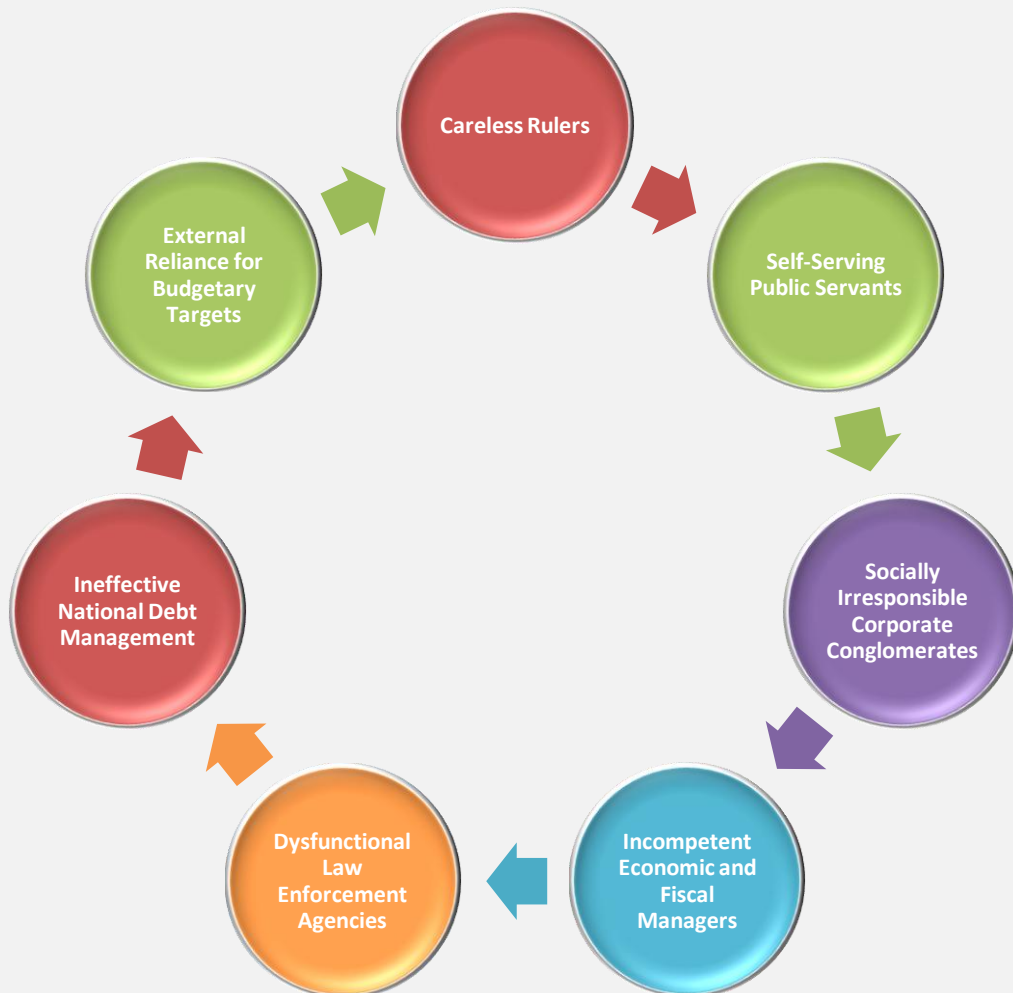 Careless Rulers
Self-Serving
Public Servants
Socially
Irresponsible
Corporate
Conglomerates
Incompetent
Economic and
Fiscal
Managers
Dysfunctional
Law
Enforcement
Agencies
Ineffective
National Debt
Management
External
Reliance for
Budgetary
Targets